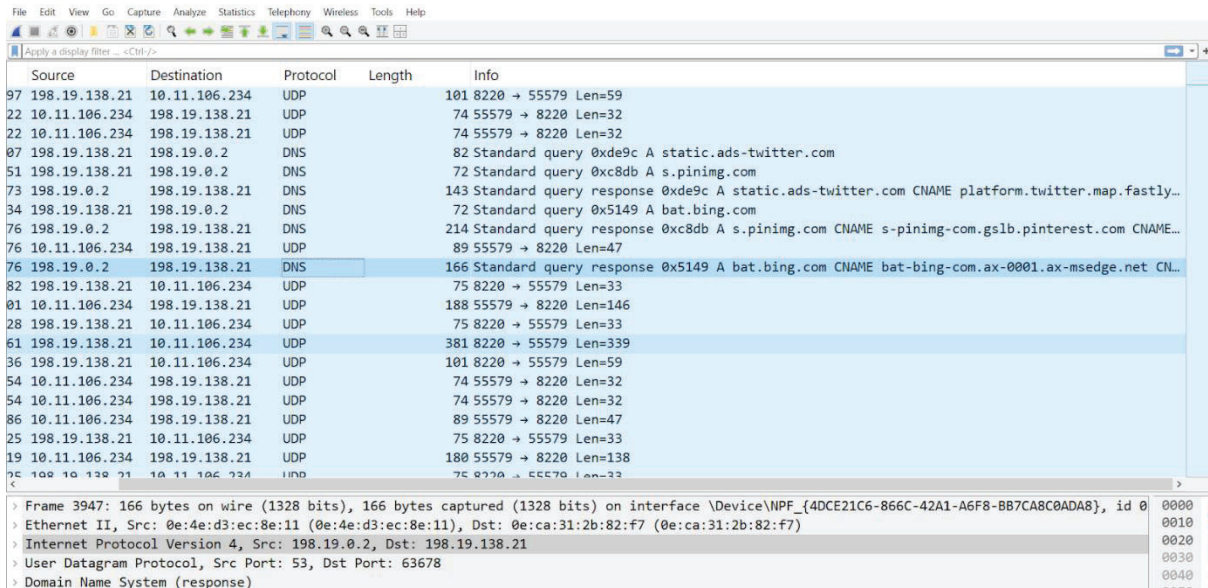 File Edit View Go Capture Analyze Statistics Telephony Wireless Tools Help
Apply a display filter ... <Ctrl-/>
Source Destination Protocol Length Info
97 198.19.138.21 10.11.106.234 UDP 101 8220 → 55579 Len=59
22 10.11.106.234 198.19.138.21 UDP 74 55579 → 8220 Len=32
22 10.11.106.234 198.19.138.21 UDP 74 55579 → 8220 Len=32
07 198.19.138.21 198.19.0.2 DNS 82 Standard query 0xde9c A static.ads-twitter.com
51 198.19.138.21 198.19.0.2 DNS 72 Standard query 0xc8db A s.pinimg.com
73 198.19.0.2 198.19.138.21 DNS 143 Standard query response 0xde9c A static.ads-twitter.com CNAME platform.twitter.map.fastly…
34 198.19.138.21 198.19.0.2 DNS 72 Standard query 0x5149 A bat.bing.com
76 198.19.0.2 198.19.138.21 DNS 214 Standard query response 0xc8db A s.pinimg.com CNAME s-pinimg-com.gslb.pinterest.com CNAME…
76 10.11.106.234 198.19.138.21 UDP 89 55579 → 8220 Len=47
76 198.19.0.2 198.19.138.21 DNS 166 Standard query response 0x5149 A bat.bing.com CNAME bat-bing-com.ax-0001.ax-msedge.net CN…
82 198.19.138.21 10.11.106.234 UDP 75 8220 → 55579 Len=33
01 10.11.106.234 198.19.138.21 UDP 188 55579 → 8220 Len=146
28 198.19.138.21 10.11.106.234 UDP 75 8220 → 55579 Len=33
61 198.19.138.21 10.11.106.234 UDP 381 8220 → 55579 Len=339
36 198.19.138.21 10.11.106.234 UDP 101 8220 → 55579 Len=59
54 10.11.106.234 198.19.138.21 UDP 74 55579 → 8220 Len=32
54 10.11.106.234 198.19.138.21 UDP 74 55579 → 8220 Len=32
86 10.11.106.234 198.19.138.21 UDP 89 55579 → 8220 Len=47
25 198.19.138.21 10.11.106.234 UDP 75 8220 → 55579 Len=33
19 10.11.106.234 198.19.138.21 UDP 180 55579 → 8220 Len=138
25 198.19.138.21 10.11.106.234 UDP 75 8220 → 55579 Len=33
Frame 3947: 166 bytes on wire (1328 bits), 166 bytes captured (1328 bits) on interface \Device\NPF_{4DCE21C6-866C-42A1-A6F8-BB7CA8C0ADA8}, id 0 0000
Ethernet II, Src: 0e:4e:d3:ec:8e:11 (0e:4e:d3:ec:8e:11), Dst: 0e:ca:31:2b:82:f7 (0e:ca:31:2b:82:f7) 0010
Internet Protocol Version 4, Src: 198.19.0.2, Dst: 198.19.138.21 0020
User Datagram Protocol, Src Port: 53, Dst Port: 63678 0030
Domain Name System (response) 0040